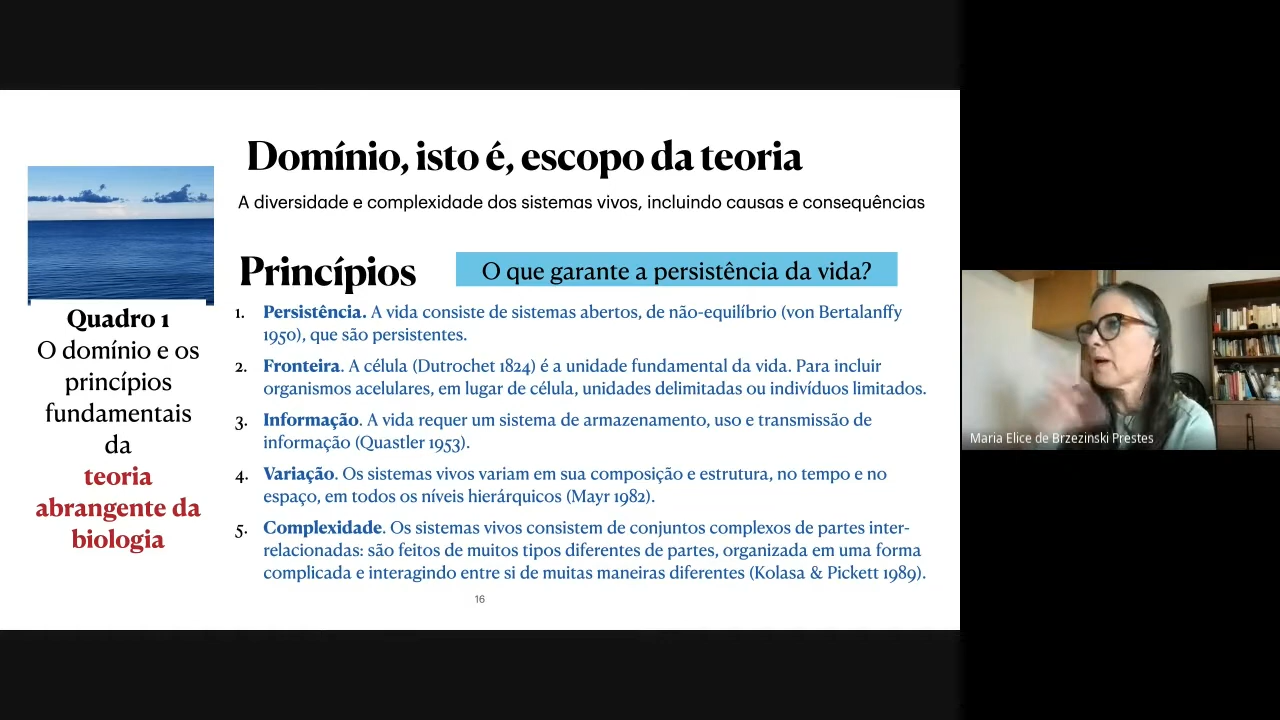 Domínio, isto é, escopo da teoria
A diversidade e complexidade dos sistemas vivos, incluindo causas e consequências
Princípios
O que garante a persistência da vida?
Quadro 1
O domínio e os
princípios
fundamentais
da
teoria
abrangente da
biologia
1. Persistência. A vida consiste de sistemas abertos, de não-equilíbrio (von Bertalanffy
1950), que são persistentes.
2. Fronteira. A célula (Dutrochet 1824) é a unidade fundamental da vida. Para incluir
organismos acelulares, em lugar de célula, unidades delimitadas ou indivíduos limitados.
3. Informação. A vida requer um sistema de armazenamento, uso e transmissão de
informação (Quastler 1953).
4. Variação. Os sistemas vivos variam em sua composição e estrutura, no tempo e no
espaço, em todos os níveis hierárquicos (Mayr 1982).
5. Complexidade. Os sistemas vivos consistem de conjuntos complexos de partes inter-
relacionadas: são feitos de muitos tipos diferentes de partes, organizada em uma forma
complicada e interagindo entre si de muitas maneiras diferentes (Kolasa & Pickett 1989).
16
Maria Elice de Brzezinski Prestes